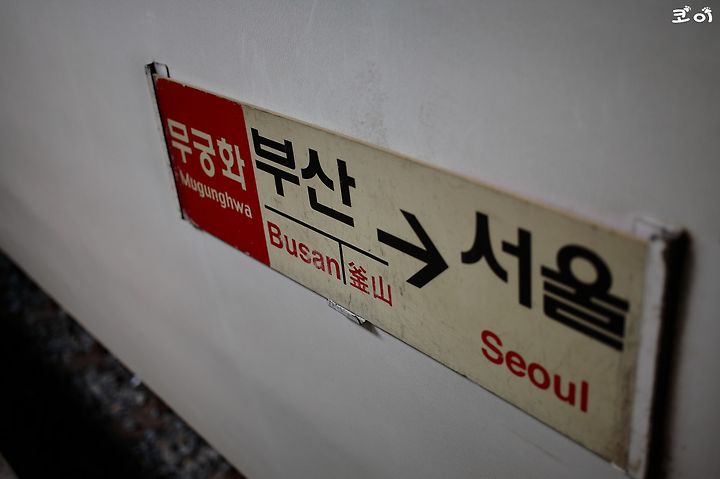 코이
무궁화
Mugunghwa
부산 → 서울
Busan 釜山
Seoul